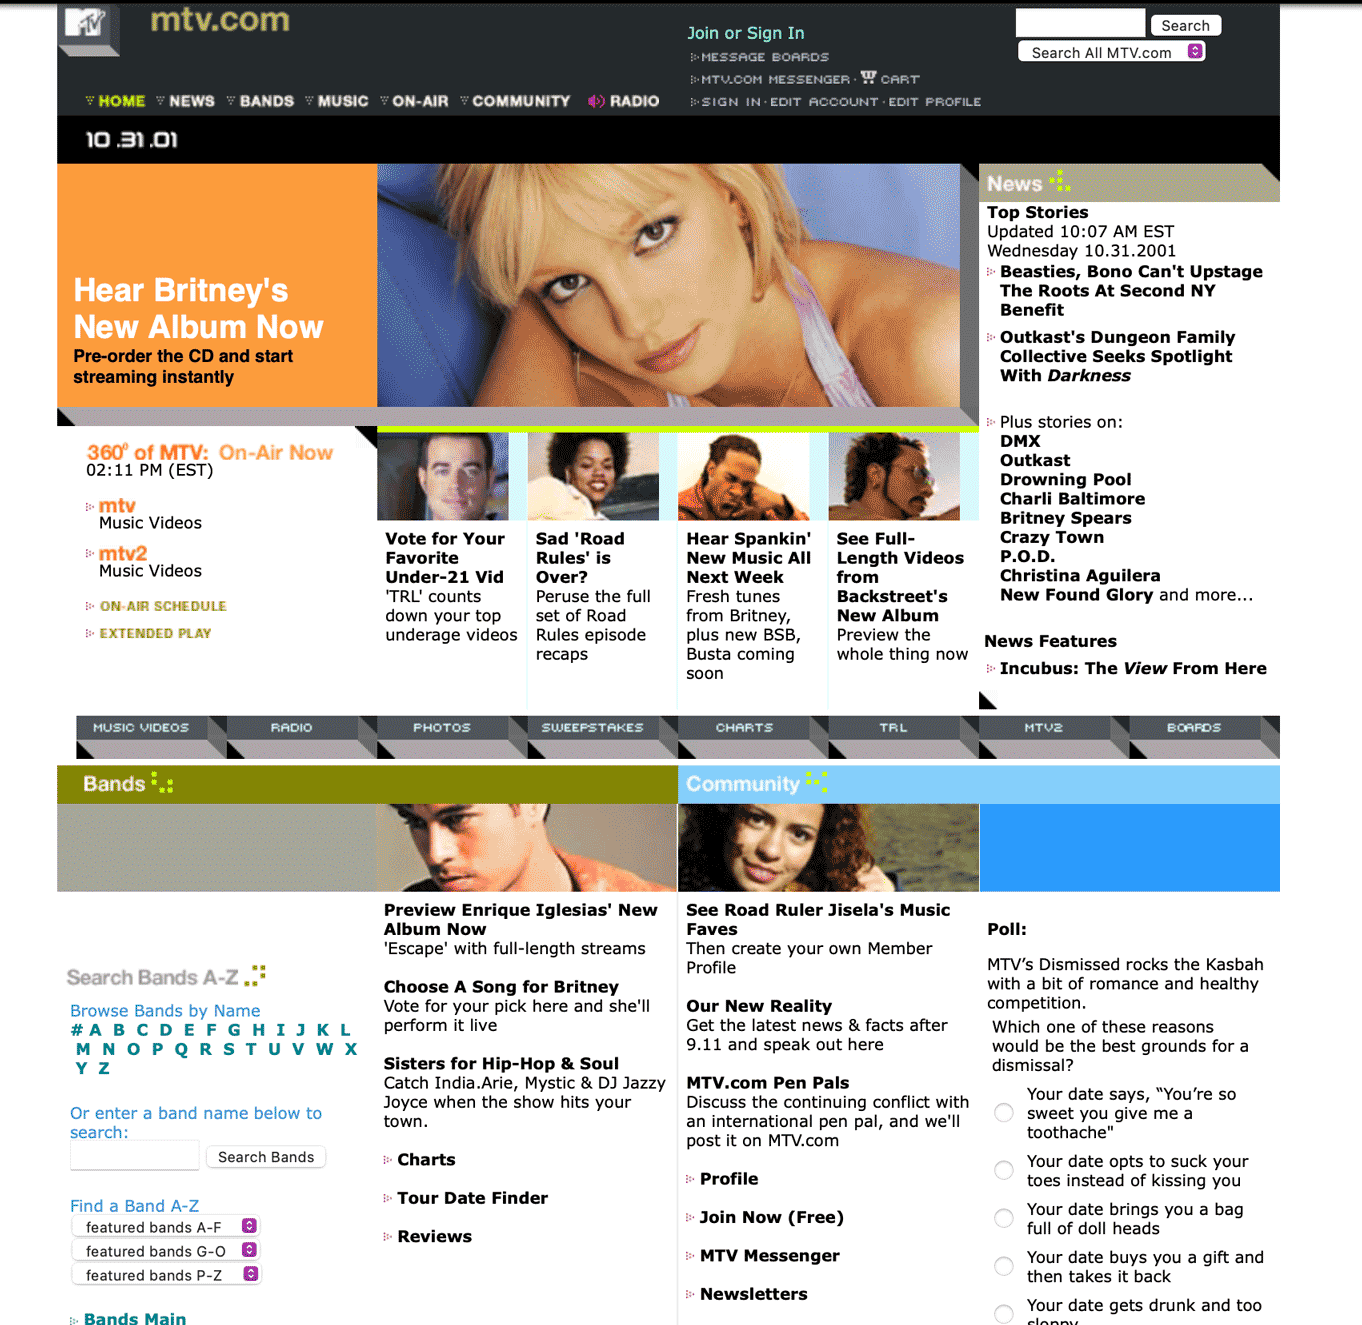 MTV
mtv.com
Join or Sign In
MESSAGE BOARDS
MTV.COM MESSENGER · CART
SIGN IN · EDIT ACCOUNT · EDIT PROFILE
Search
Search All MTV.com
HOME NEWS BANDS MUSIC ON-AIR COMMUNITY RADIO
10.31.01
Hear Britney's
New Album Now
Pre-order the CD and start
streaming instantly
News
Top Stories
Updated 10:07 AM EST
Wednesday 10.31.2001
Beasties, Bono Can't Upstage
The Roots At Second NY
Benefit
Outkast's Dungeon Family
Collective Seeks Spotlight
With Darkness
Plus stories on:
DMX
Outkast
Drowning Pool
Charli Baltimore
Britney Spears
Crazy Town
P.O.D.
Christina Aguilera
New Found Glory and more...
News Features
Incubus: The View From Here
360° of MTV: On-Air Now
02:11 PM (EST)
mtv
Music Videos
mtv2
Music Videos
ON-AIR SCHEDULE
EXTENDED PLAY
Vote for Your
Favorite
Under-21 Vid
'TRL' counts
down your top
underage videos
Sad 'Road
Rules' is
Over?
Peruse the full
set of Road
Rules episode
recaps
Hear Spankin'
New Music All
Next Week
Fresh tunes
from Britney,
plus new BSB,
Busta coming
soon
See Full-
Length Videos
from
Backstreet's
New Album
Preview the
whole thing now
MUSIC VIDEOS
RADIO
PHOTOS
SWEEPSTAKES
CHARTS
TRL
MTV2
BOARDS
Bands
Search Bands A-Z
Browse Bands by Name
# A B C D E F G H I J K L
M N O P Q R S T U V W X
Y Z
Or enter a band name below to
search:
Search Bands
Find a Band A-Z
featured bands A-F
featured bands G-O
featured bands P-Z
Bands Main
Preview Enrique Iglesias' New
Album Now
'Escape' with full-length streams
Choose A Song for Britney
Vote for your pick here and she'll
perform it live
Sisters for Hip-Hop & Soul
Catch India.Arie, Mystic & DJ Jazzy
Joyce when the show hits your
town.
Charts
Tour Date Finder
Reviews
Community
See Road Ruler Jisela's Music
Faves
Then create your own Member
Profile
Our New Reality
Get the latest news & facts after
9.11 and speak out here
MTV.com Pen Pals
Discuss the continuing conflict with
an international pen pal, and we'll
post it on MTV.com
Profile
Join Now (Free)
MTV Messenger
Newsletters
Poll:
MTV’s Dismissed rocks the Kasbah
with a bit of romance and healthy
competition.
Which one of these reasons
would be the best grounds for a
dismissal?
Your date says, “You’re so
sweet you give me a
toothache"
Your date opts to suck your
toes instead of kissing you
Your date brings you a bag
full of doll heads
Your date buys you a gift and
then takes it back
Your date gets drunk and too
sloppy